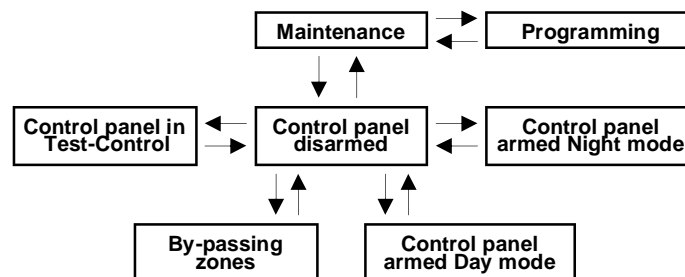 Maintenance
Programming
Control panel in
Test-Control
Control panel
disarmed
Control panel
armed Night mode
By-passing
zones
Control panel
armed Day mode